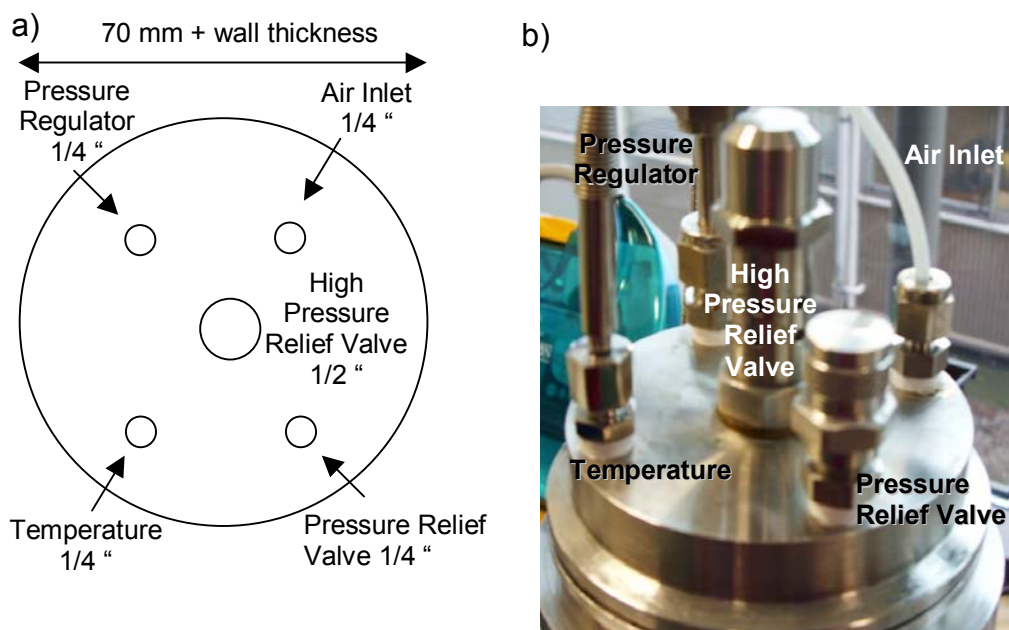 a)
70 mm + wall thickness
Pressure
Regulator
1/4 “
Air Inlet
1/4 “
High
Pressure
Relief Valve
1/2 “
Temperature
1/4 “
Pressure Relief
Valve 1/4 “
b)
Pressure
Regulator
Air Inlet
High
Pressure
Relief
Valve
Temperature
Pressure
Relief Valve